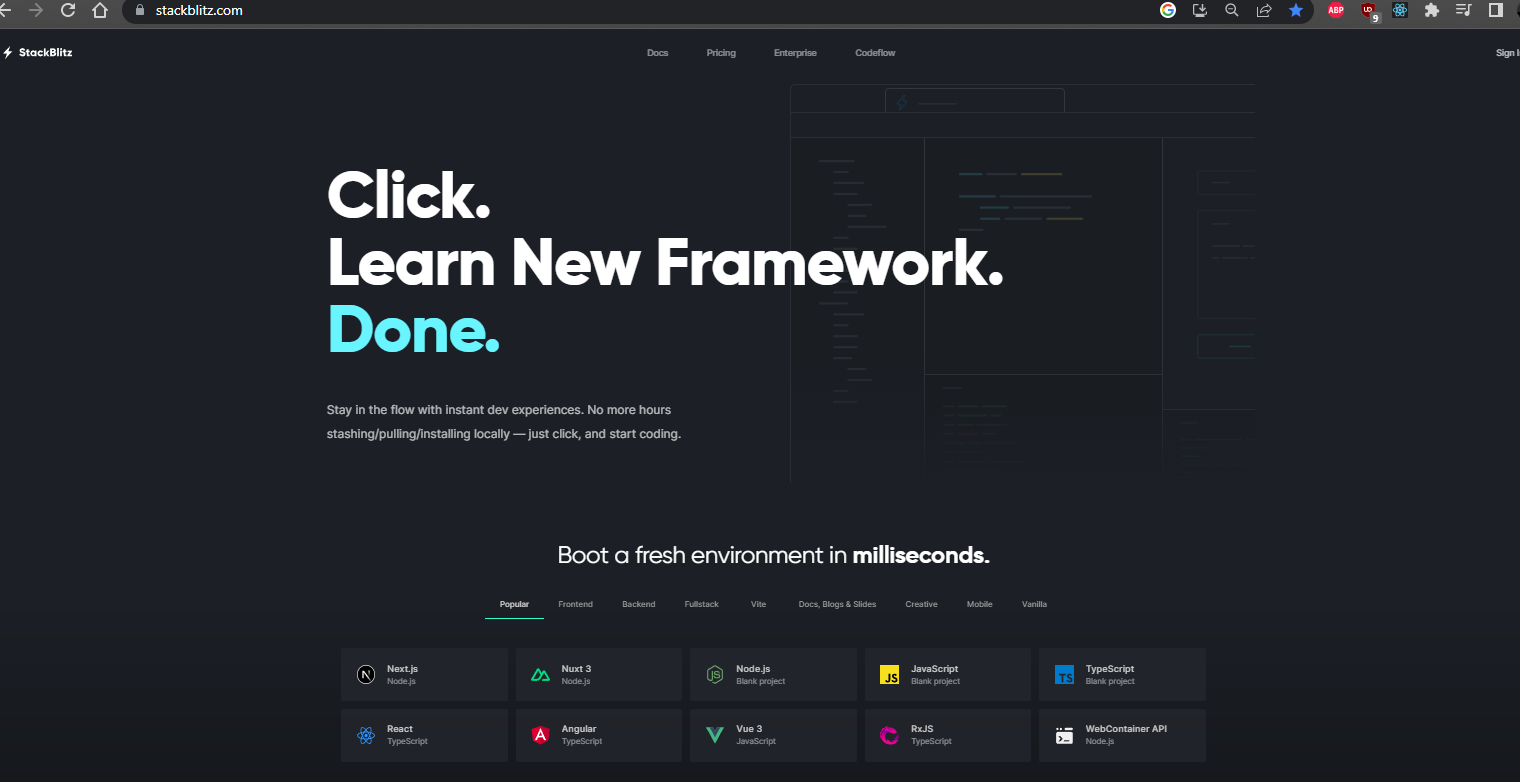 stackblitz.com
ABP
UO
9
StackBlitz
Docs Pricing Enterprise Codeflow
Sign
Click.
Learn New Framework.
Done.
Stay in the flow with instant dev experiences. No more hours
stashing/pulling/installing locally — just click, and start coding.
Boot a fresh environment in milliseconds.
Popular Frontend Backend Fullstack Vite Docs, Blogs & Slides Creative Mobile Vanilla
N Next.js Nuxt 3 JS Node.js JS JavaScript TS TypeScript
Node.js Node.js Blank project Blank project Blank project
React A Angular Vue 3 RxJS WebContainer API
TypeScript TypeScript JavaScript TypeScript Node.js